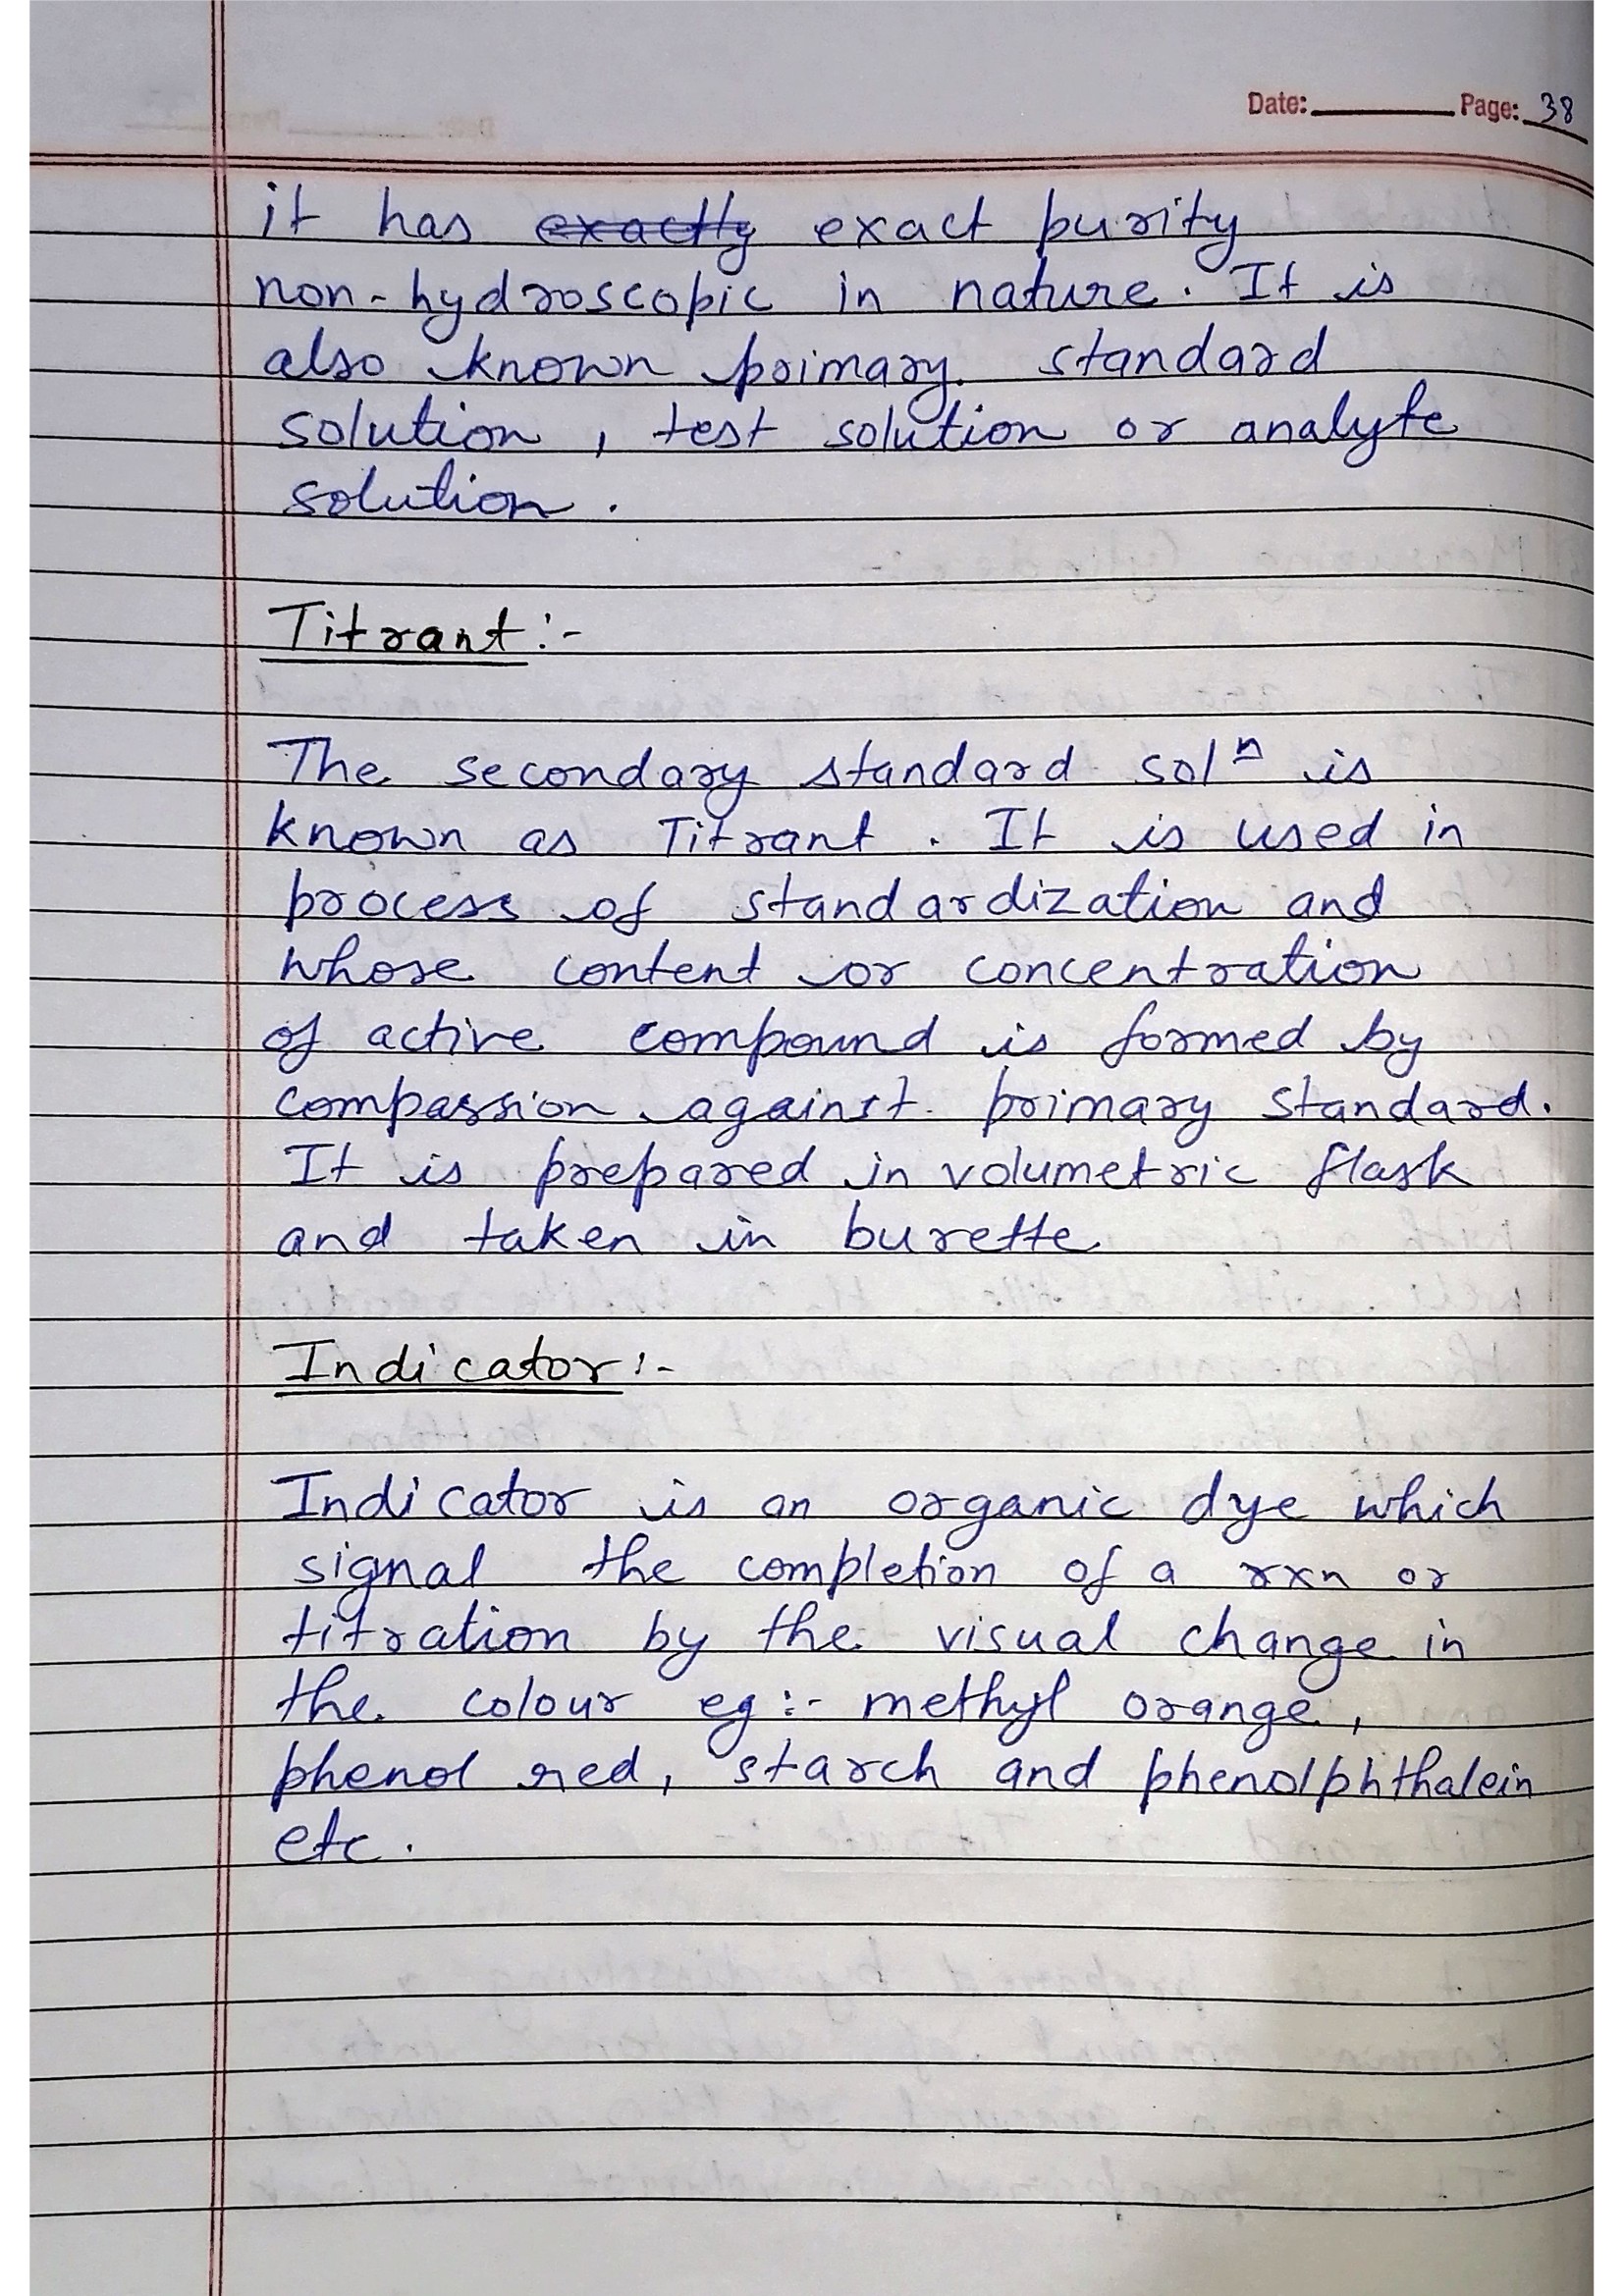 Date: Page: 38
it has exactly exact purity
non-hydroscopic in nature. It is
also known primary. standard
solution, test solution or analyte
solution.
Titrant:-
The secondary standard solⁿ is
known as Titrant. It is used in
process of standardization and
whose content or concentration
of active compound is formed by
compassion against primary standard.
It is prepared in volumetric flask
and taken in burette
Indicator:-
Indicator is an organic dye which
signal the completion of a rxn or
titration by the visual change in
the colour eg:- methyl orange,
phenol red, starch and phenolphthalein
etc.